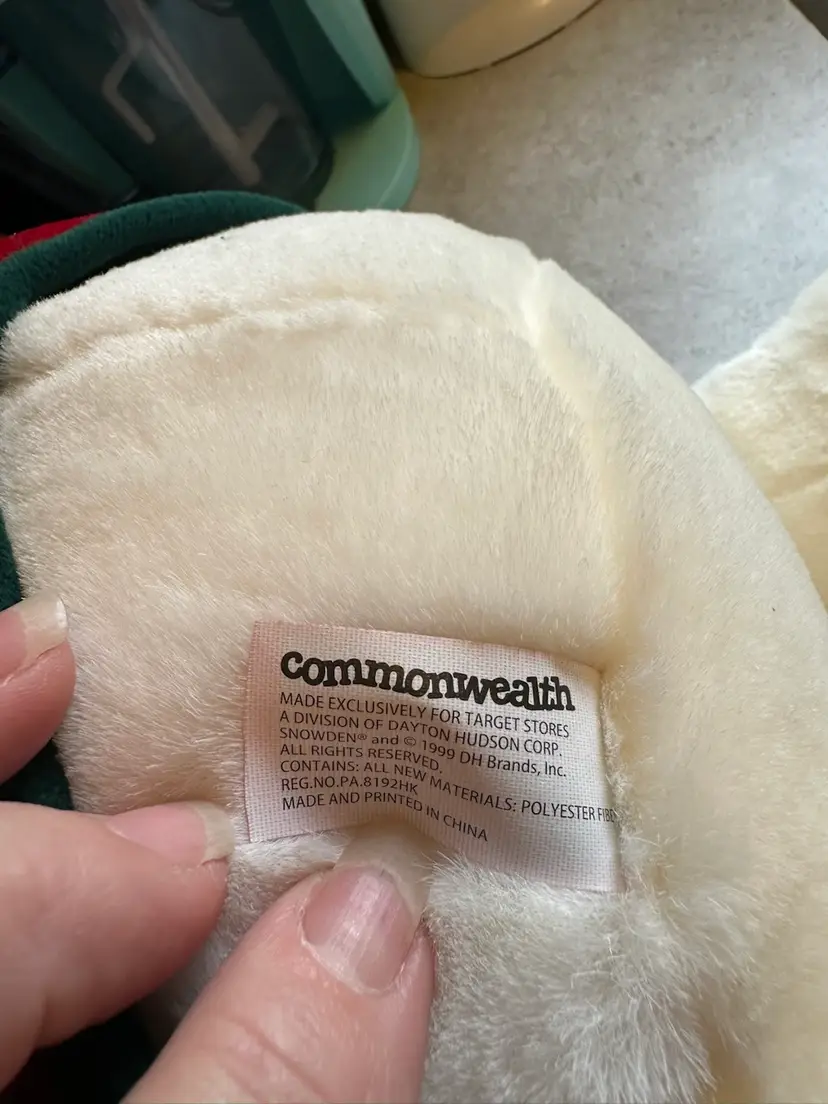 commonwealth
MADE EXCLUSIVELY FOR TARGET STORES
A DIVISION OF DAYTON HUDSON CORP.
SNOWDEN® and © 1999 DH Brands, Inc.
ALL RIGHTS RESERVED.
CONTAINS: ALL NEW MATERIALS: POLYESTER FIBE
REG.NO.PA.8192HK
MADE AND PRINTED IN CHINA